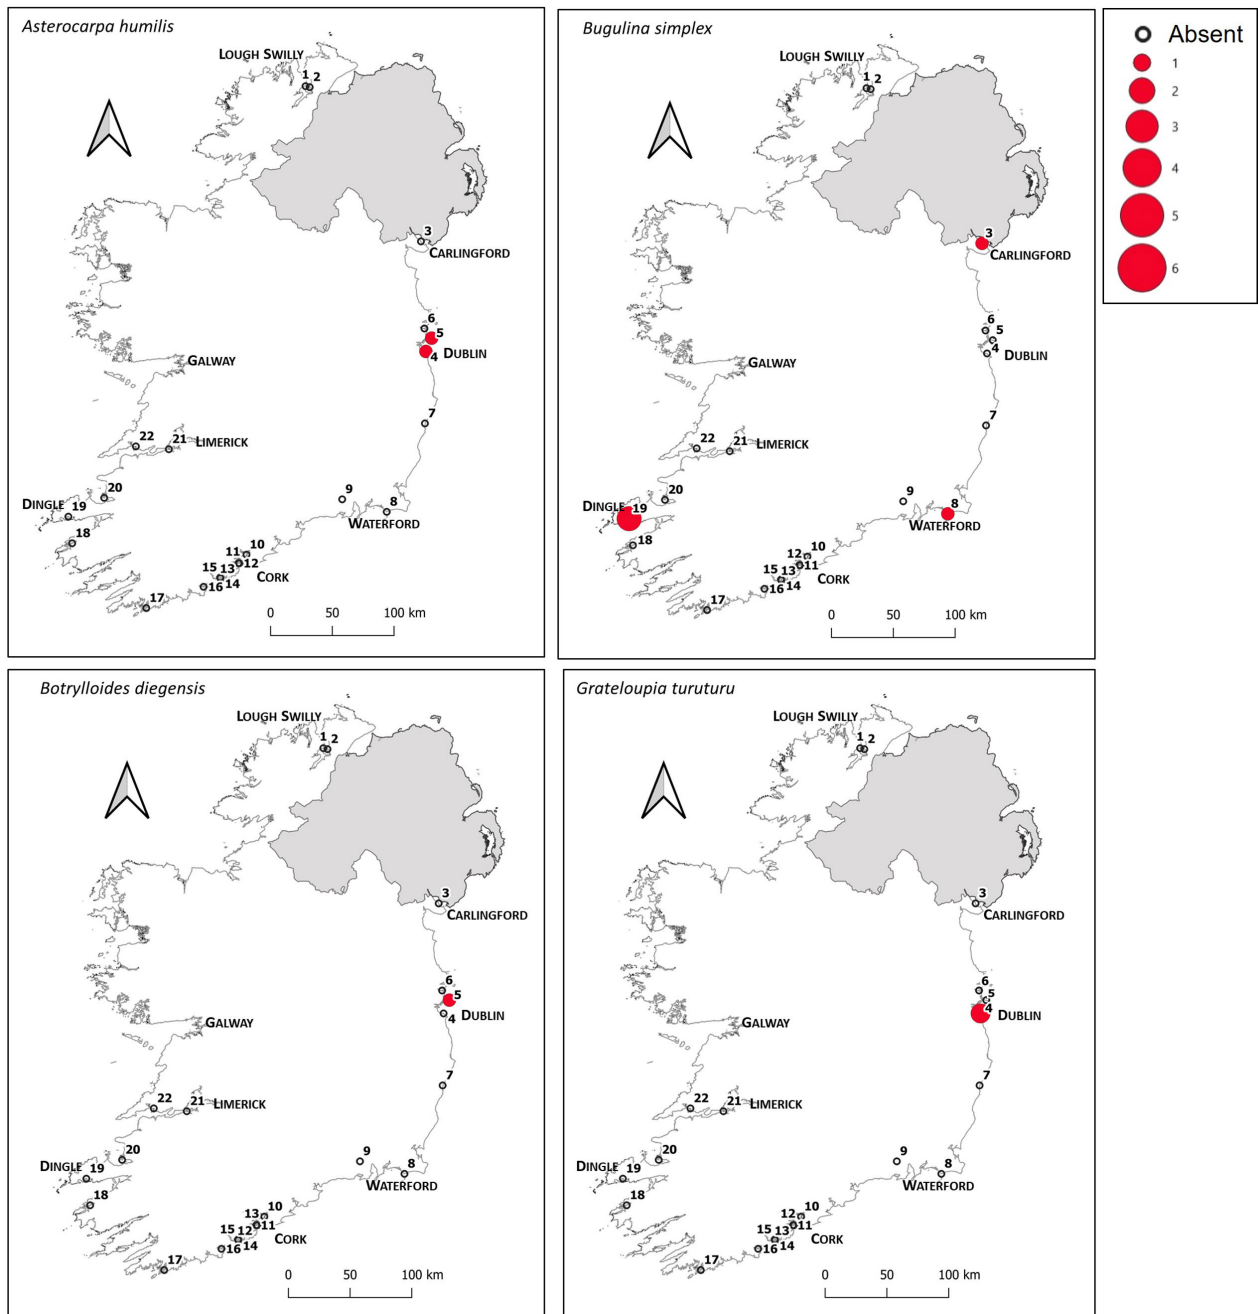 Asterocarpa humilis
LOUGH SWILLY
1 2
3
CARLINGFORD
6
5
4 DUBLIN
GALWAY
7
22 21 LIMERICK
20
DINGLE
19
18
9
8
WATERFORD
11 10
12
15 13
CORK
16 14
17
0 50 100 km
Bugulina simplex
LOUGH SWILLY
1 2
3
CARLINGFORD
6
5
4 DUBLIN
GALWAY
7
22 21 LIMERICK
20
DINGLE 19
18
9
8
WATERFORD
12 10
11
15 13
CORK
16 14
17
0 50 100 km
Absent
1
2
3
4
5
6
Botrylloides diegensis
LOUGH SWILLY
1 2
3
CARLINGFORD
6
5
4 DUBLIN
GALWAY
7
22 21 LIMERICK
20
DINGLE
19
18
9
8
WATERFORD
13 10
11
15 12
CORK
16 14
17
0 50 100 km
Grateloupia turuturu
LOUGH SWILLY
1 2
3
CARLINGFORD
6
5
4 DUBLIN
GALWAY
7
22 21 LIMERICK
20
DINGLE
19
18
9
8
WATERFORD
12 10
11
15 13
CORK
16 14
17
0 50 100 km